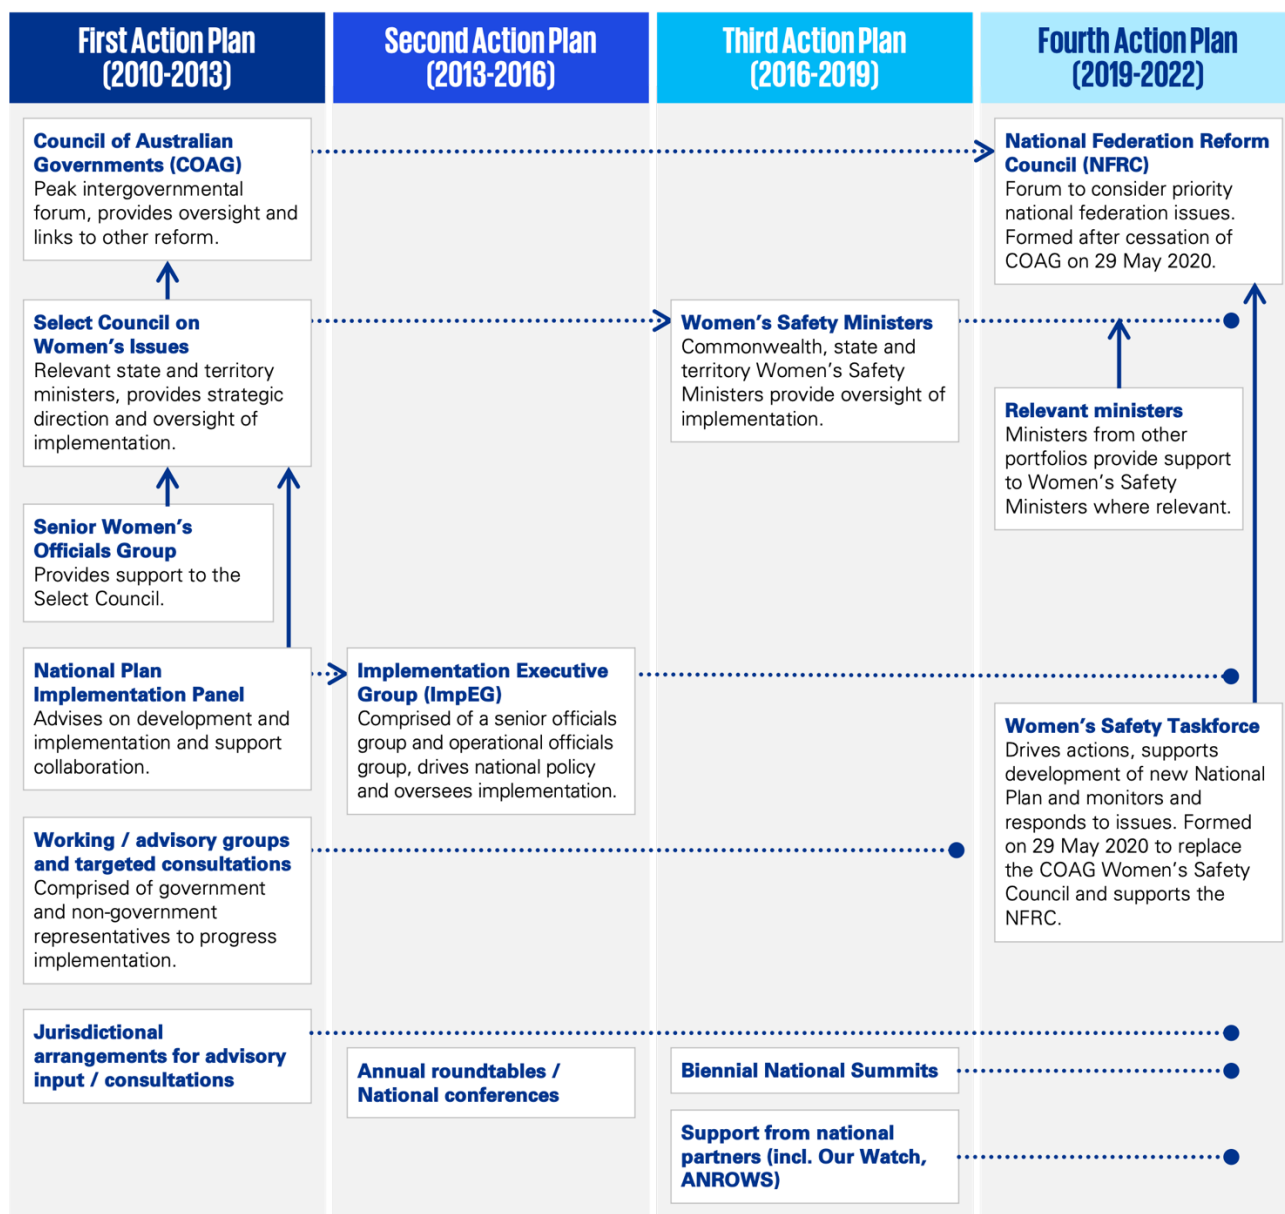 First Action Plan
(2010-2013)
Second Action Plan
(2013-2016)
Third Action Plan
(2016-2019)
Fourth Action Plan
(2019-2022)
Council of Australian
Governments (COAG)
Peak intergovernmental
forum, provides oversight and
links to other reform.
National Federation Reform
Council (NFRC)
Forum to consider priority
national federation issues.
Formed after cessation of
COAG on 29 May 2020.
Select Council on
Women’s Issues
Relevant state and territory
ministers, provides strategic
direction and oversight of
implementation.
Women’s Safety Ministers
Commonwealth, state and
territory Women’s Safety
Ministers provide oversight of
implementation.
Relevant ministers
Ministers from other
portfolios provide support
to Women’s Safety
Ministers where relevant.
Senior Women’s
Officials Group
Provides support to the
Select Council.
National Plan
Implementation Panel
Advises on development and
implementation and support
collaboration.
Implementation Executive
Group (ImpEG)
Comprised of a senior officials
group and operational officials
group, drives national policy
and oversees implementation.
Women’s Safety Taskforce
Drives actions, supports
development of new National
Plan and monitors and
responds to issues. Formed
on 29 May 2020 to replace
the COAG Women’s Safety
Council and supports the
NFRC.
Working / advisory groups
and targeted consultations
Comprised of government
and non-government
representatives to progress
implementation.
Jurisdictional
arrangements for advisory
input / consultations
Annual roundtables /
National conferences
Biennial National Summits
Support from national
partners (incl. Our Watch,
ANROWS)